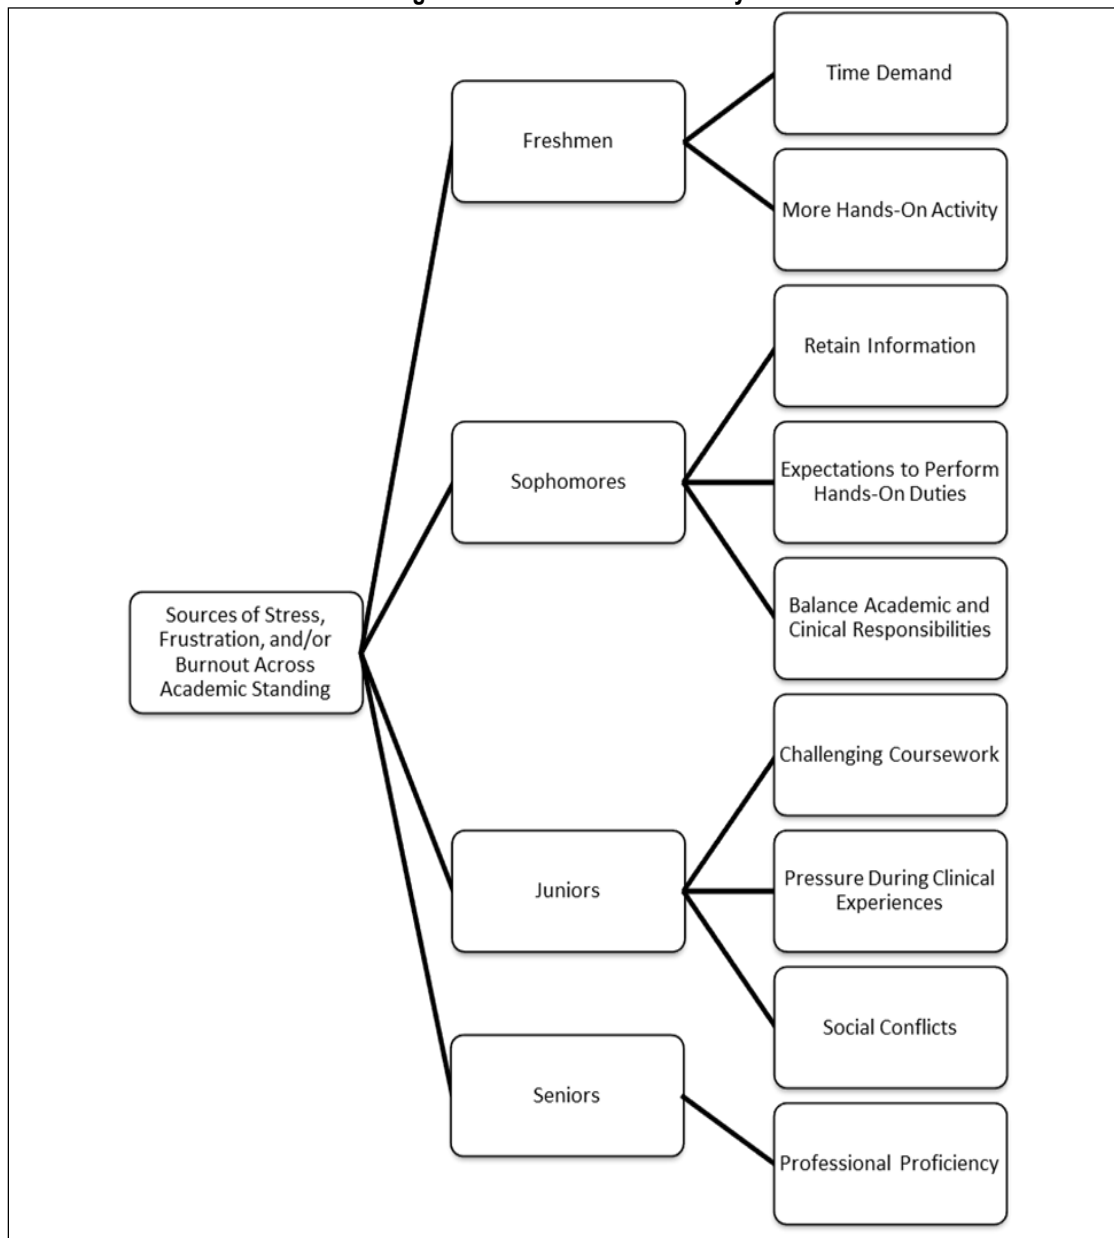 Time Demand
Freshmen
More Hands-On Activity
Retain Information
Sophomores
Expectations to Perform
Hands-On Duties
Balance Academic and
Cinical Responsibilities
Sources of Stress,
Frustration, and/or
Burnout Across
Academic Standing
Challenging Coursework
Juniors
Pressure During Clinical
Experiences
Social Conflicts
Seniors
Professional Proficiency